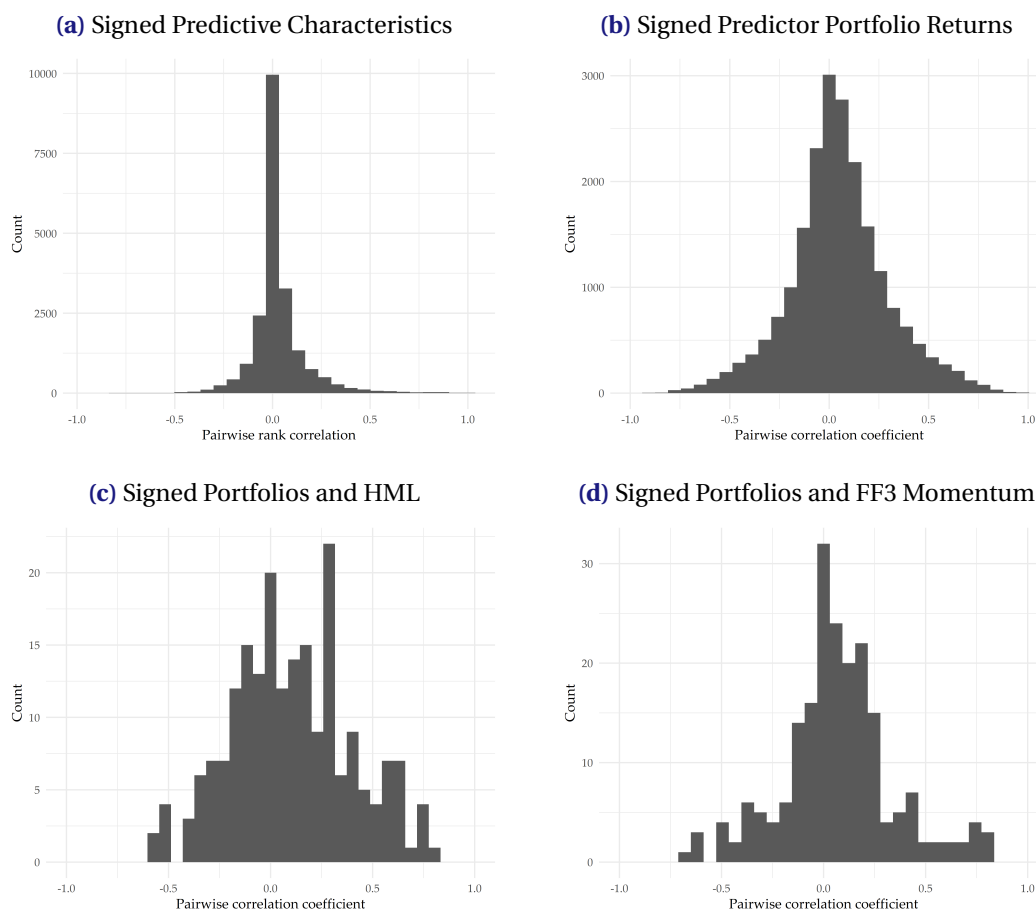 (a) Signed Predictive Characteristics
10000
7500
5000
2500
0
Count
-1.0 -0.5 0.0 0.5 1.0
Pairwise rank correlation
(b) Signed Predictor Portfolio Returns
3000
2000
1000
0
Count
-1.0 -0.5 0.0 0.5 1.0
Pairwise correlation coefficient
(c) Signed Portfolios and HML
20
15
10
5
0
Count
-1.0 -0.5 0.0 0.5 1.0
Pairwise correlation coefficient
(d) Signed Portfolios and FF3 Momentum
30
20
10
0
Count
-1.0 -0.5 0.0 0.5 1.0
Pairwise correlation coefficient